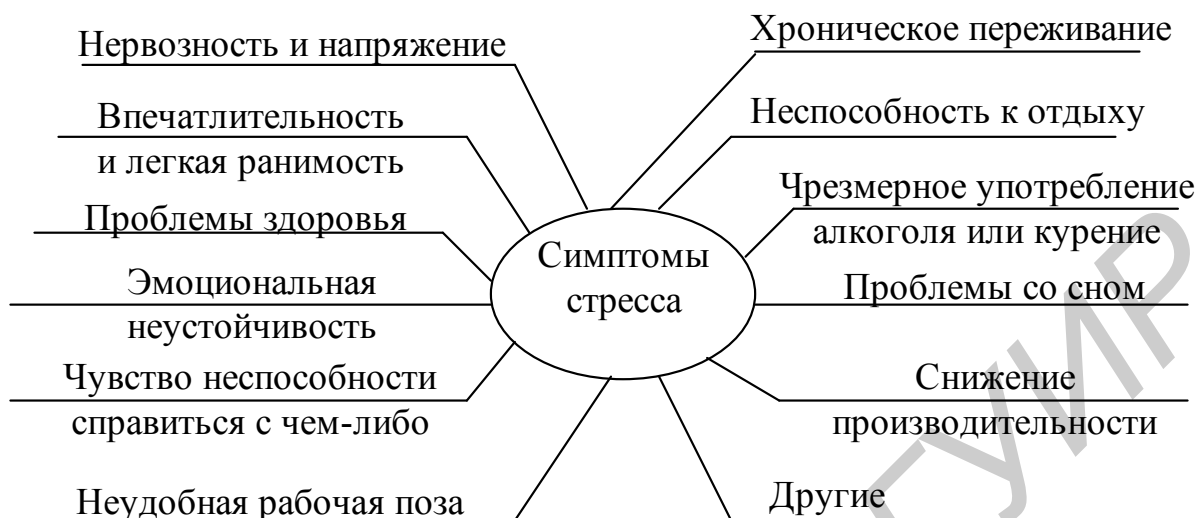 Нервозность и напряжение
Впечатлительность
и легкая ранимость
Проблемы здоровья
Эмоциональная
неустойчивость
Чувство неспособности
справиться с чем-либо
Неудобная рабочая поза
Симптомы
стресса
Хроническое переживание
Неспособность к отдыху
Чрезмерное употребление
алкоголя или курение
Проблемы со сном
Снижение
производительности
Другие
ГУИР